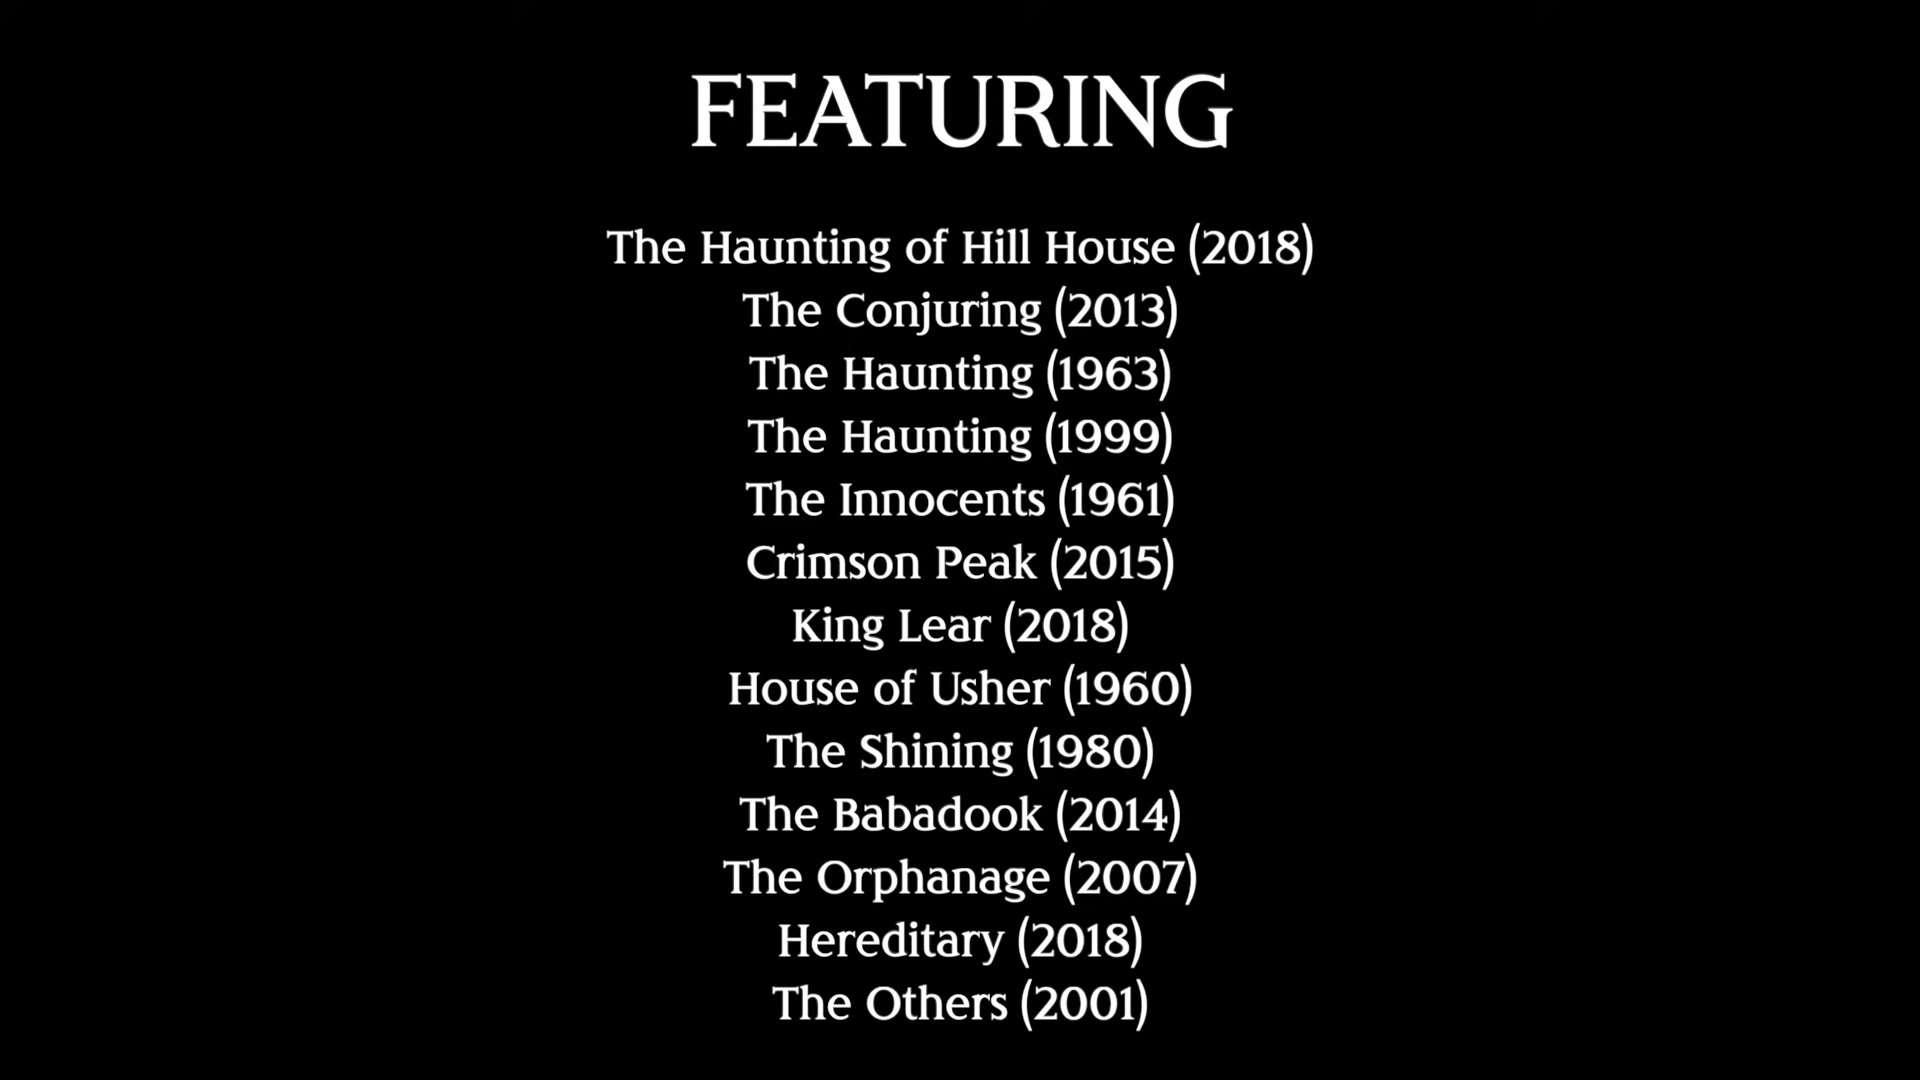 FEATURING
The Haunting of Hill House (2018)
The Conjuring (2013)
The Haunting (1963)
The Haunting (1999)
The Innocents (1961)
Crimson Peak (2015)
King Lear (2018)
House of Usher (1960)
The Shining (1980)
The Babadook (2014)
The Orphanage (2007)
Hereditary (2018)
The Others (2001)